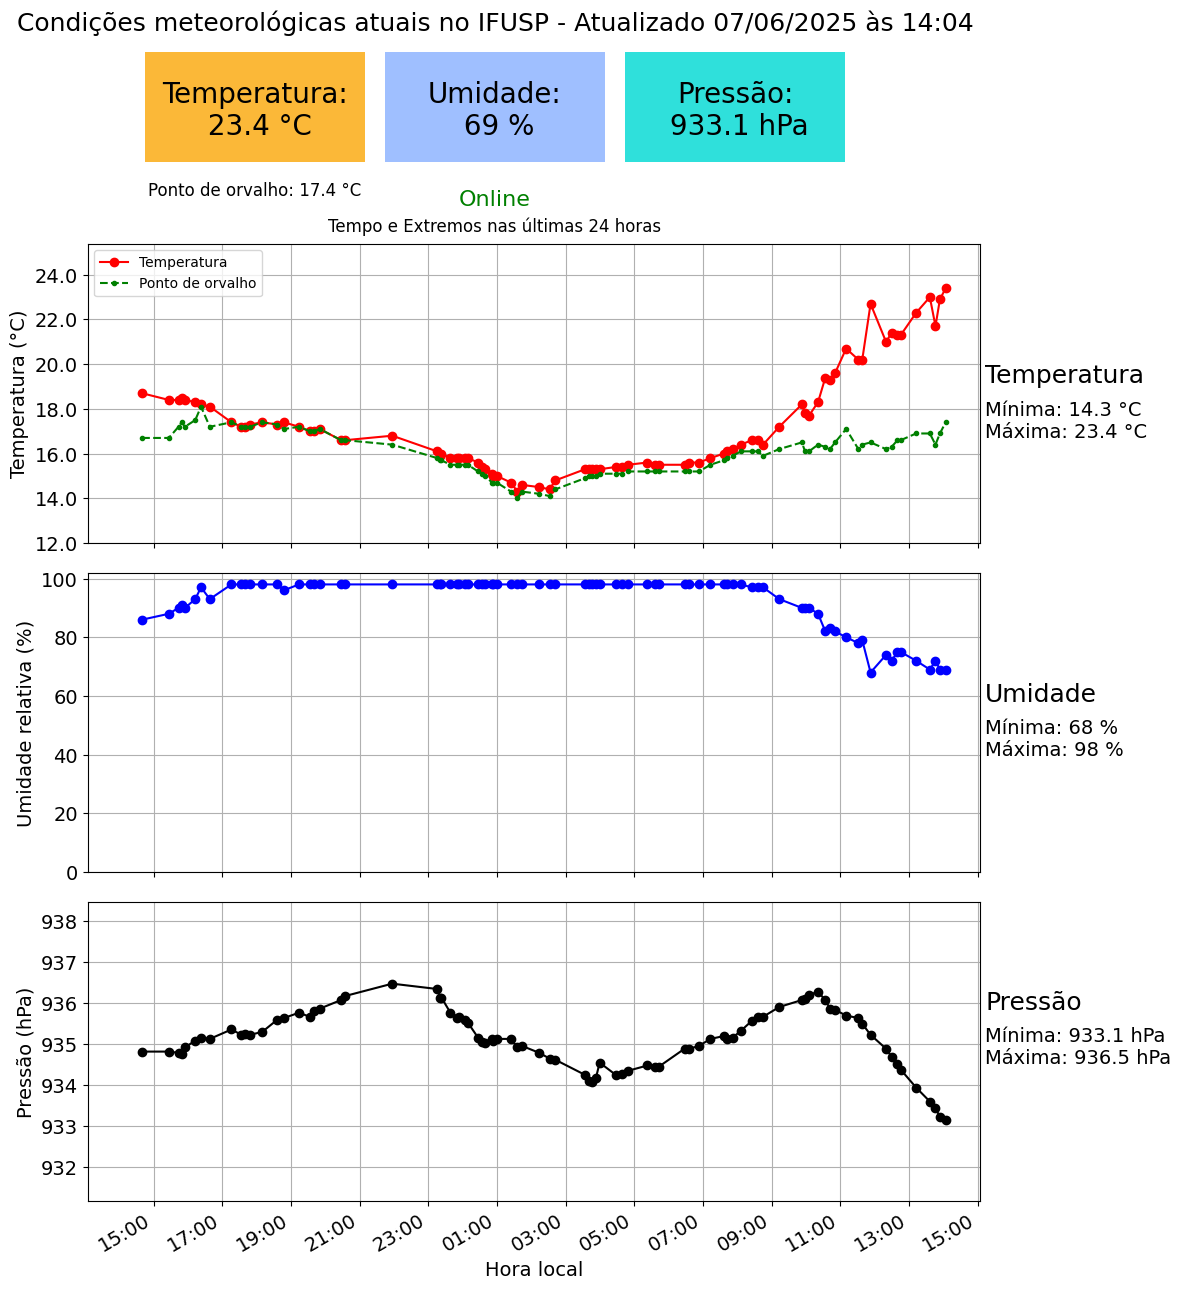 Condições meteorológicas atuais no IFUSP - Atualizado 07/06/2025 às 14:04
Temperatura:
23.4 °C
Umidade:
69 %
Pressão:
933.1 hPa
Ponto de orvalho: 17.4 °C
Online
Tempo e Extremos nas últimas 24 horas
Temperatura
Ponto de orvalho
Temperatura (°C)
24.0
22.0
20.0
18.0
16.0
14.0
12.0
Temperatura
Mínima: 14.3 °C
Máxima: 23.4 °C
Umidade relativa (%)
100
80
60
40
20
0
Umidade
Mínima: 68 %
Máxima: 98 %
Pressão (hPa)
938
937
936
935
934
933
932
Pressão
Mínima: 933.1 hPa
Máxima: 936.5 hPa
15:00 17:00 19:00 21:00 23:00 01:00 03:00 05:00 07:00 09:00 11:00 13:00 15:00
Hora local